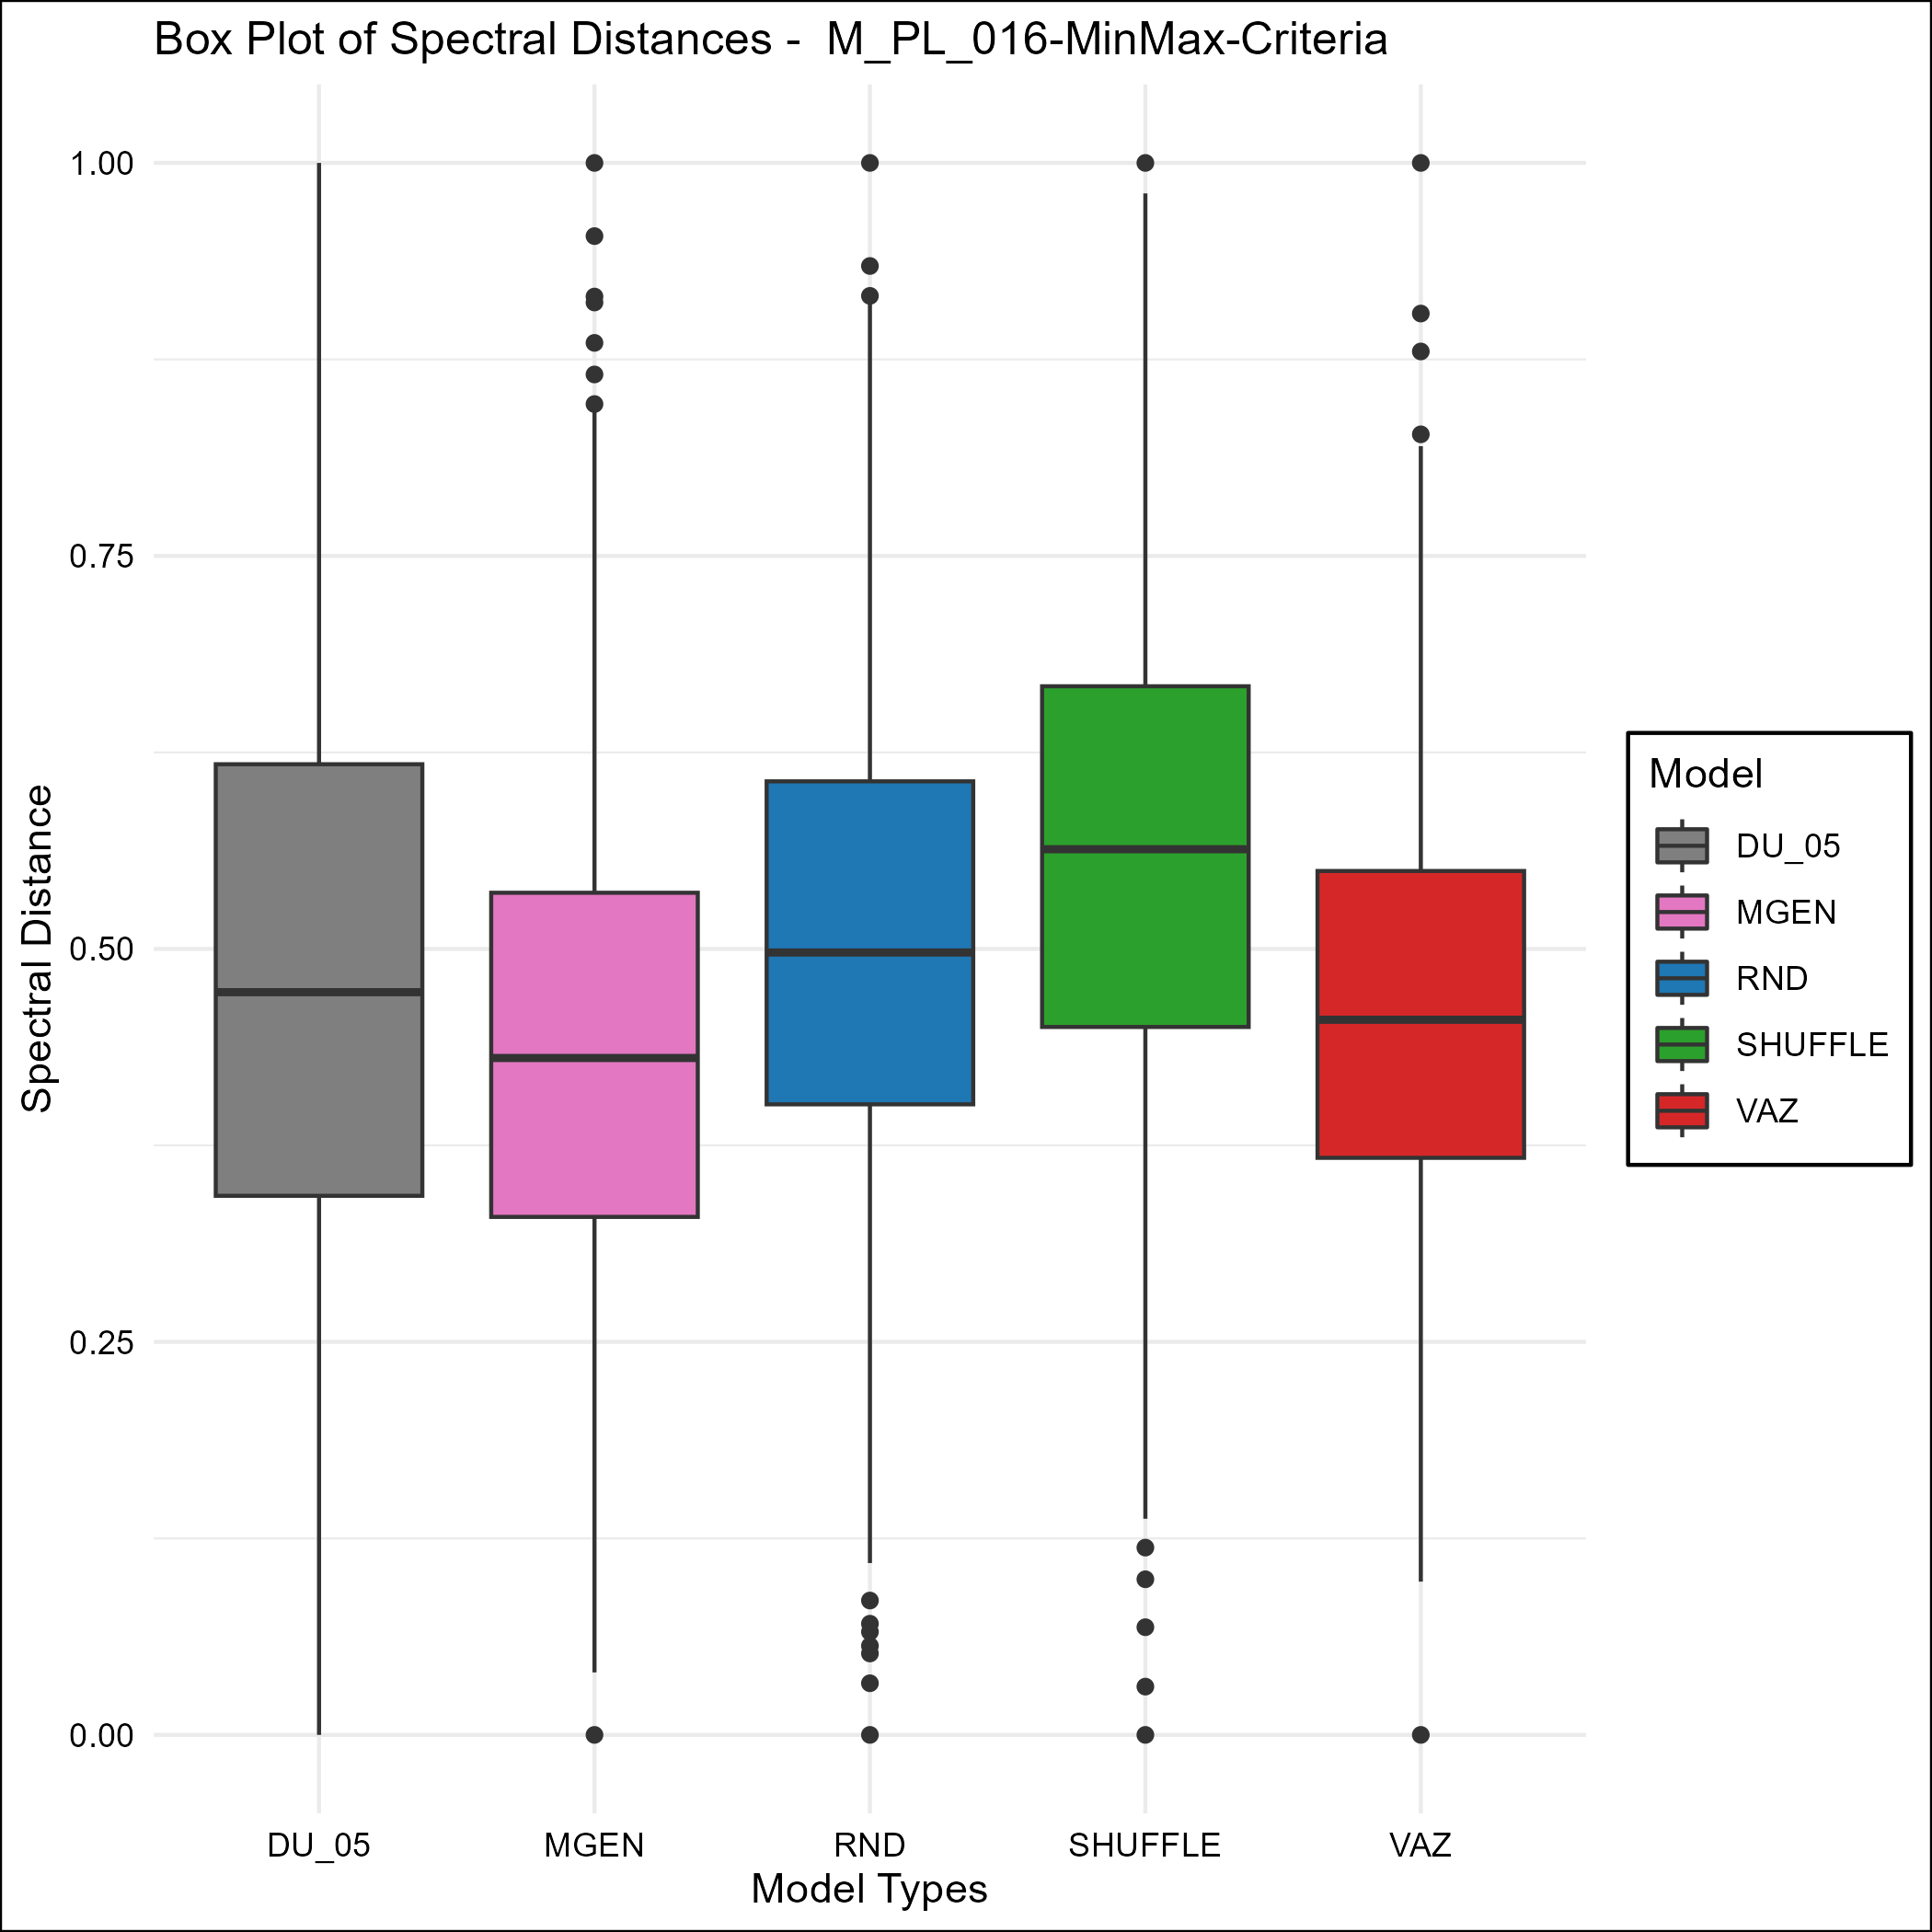 Box Plot of Spectral Distances -  M_PL_016-MinMax-Criteria
1.00
0.75
0.50
0.25
0.00
Spectral Distance
DU_05
MGEN
RND
SHUFFLE
VAZ
Model Types
Model
DU_05
MGEN
RND
SHUFFLE
VAZ